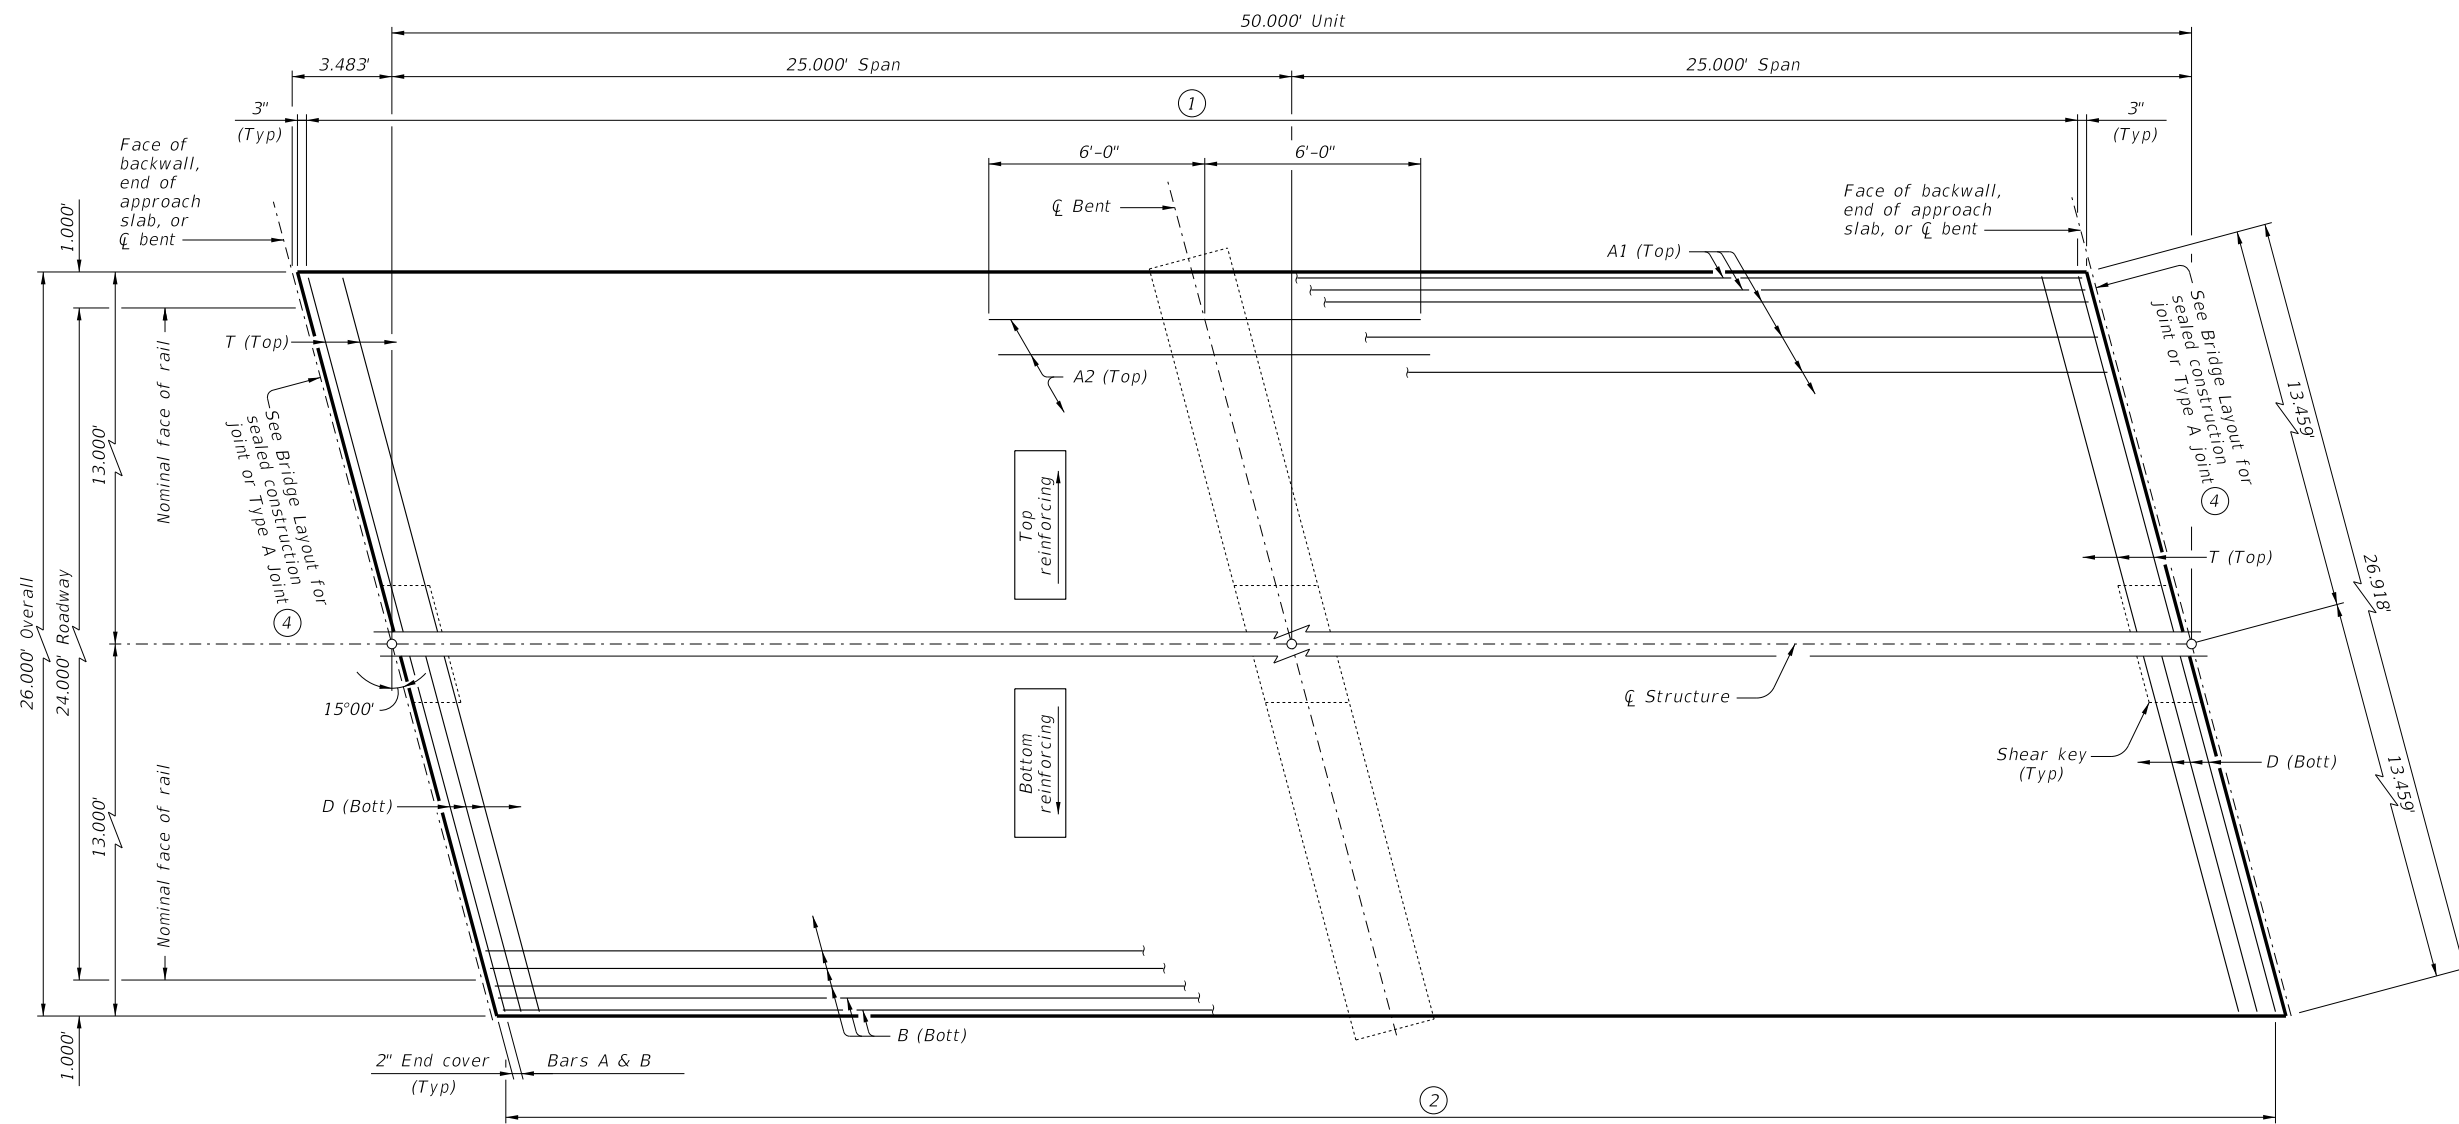 50.000' Unit
3.483'
25.000' Span
25.000' Span
1
3"
(Typ)
3"
(Typ)
Face of
backwall,
end of
approach
slab, or
℄ bent
6'-0"
6'-0"
℄ Bent
Face of backwall,
end of approach
slab, or ℄ bent
1.000'
A1 (Top)
T (Top)
A2 (Top)
Nominal face of rail
13.000'
See Bridge Layout for
sealed construction
joint or Type A Joint
4
See Bridge Layout for
sealed construction
joint or Type A joint
4
13.459'
26.918'
Top
reinforcing
T (Top)
26.000' Overall
24.000' Roadway
15°00'
℄ Structure
Bottom
reinforcing
Shear key
(Typ)
D (Bott)
13.459'
D (Bott)
13.000'
Nominal face of rail
B (Bott)
1.000'
2" End cover
(Typ)
Bars A & B
2